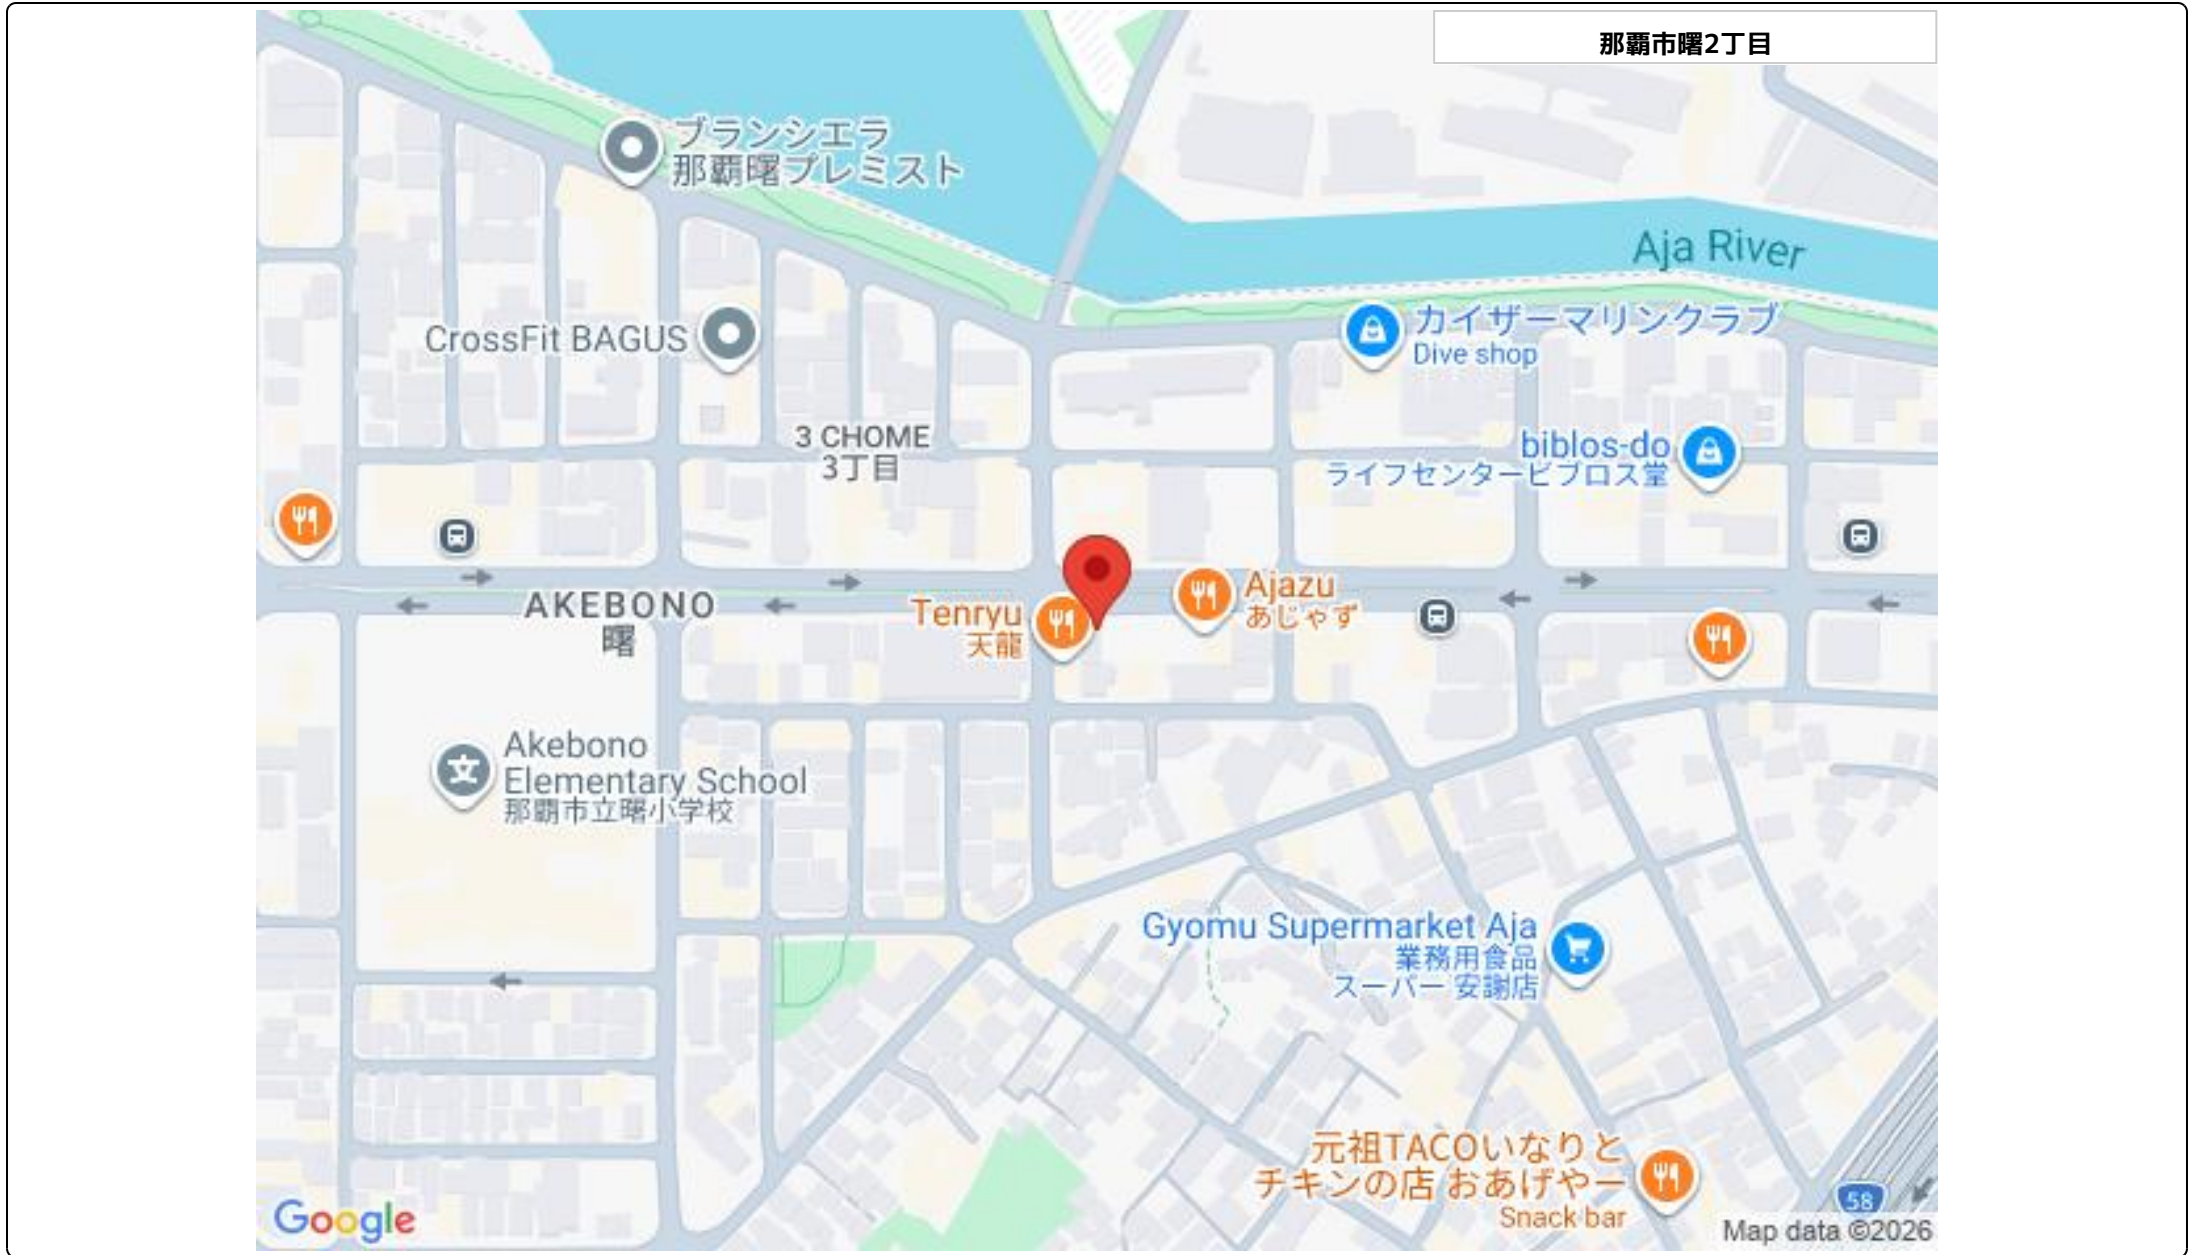 那覇市曙2丁目
ブランシエラ
那覇曙プレミスト
Aja River
カイザーマリンクラブ
Dive shop
CrossFit BAGUS
3 CHOME
3丁目
biblos-do
ライフセンタービブロス堂
AKEBONO
曙
Tenryu
天龍
Ajazu
あじゃず
Akebono
Elementary School
那覇市立曙小学校
Gyomu Supermarket Aja
業務用食品
スーパー 安謝店
元祖TACOいなりと
チキンの店 おあげやー
Snack bar
58
Google
Map data ©2026